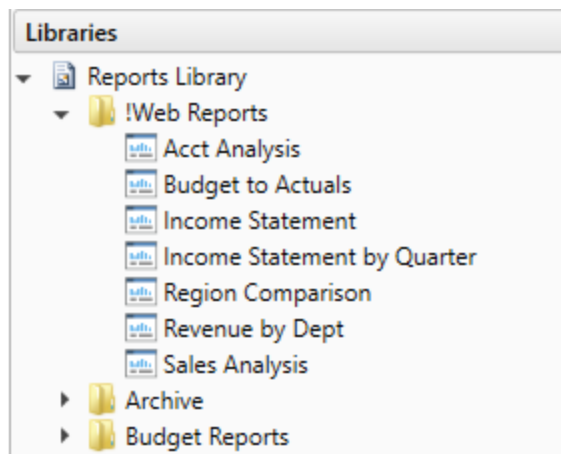 Libraries
Reports Library
!Web Reports
Acct Analysis
Budget to Actuals
Income Statement
Income Statement by Quarter
Region Comparison
Revenue by Dept
Sales Analysis
Archive
Budget Reports